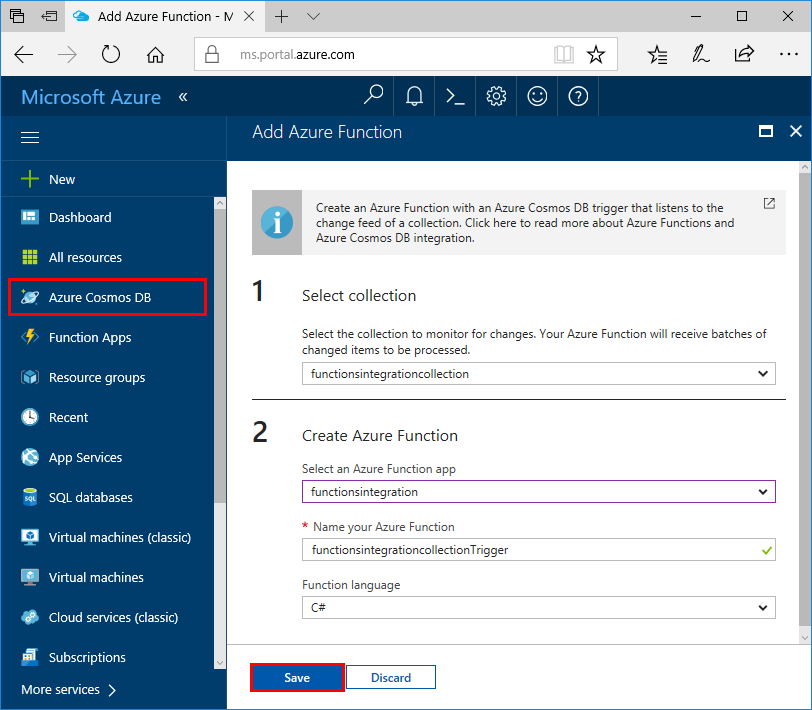 Add Azure Function - M
ms.portal.azure.com
Microsoft Azure «
Add Azure Function
New
Dashboard
All resources
Azure Cosmos DB
Function Apps
Resource groups
Recent
App Services
SQL databases
Virtual machines (classic)
Virtual machines
Cloud services (classic)
Subscriptions
More services
Create an Azure Function with an Azure Cosmos DB trigger that listens to the
change feed of a collection. Click here to read more about Azure Functions and
Azure Cosmos DB integration.
1 Select collection
Select the collection to monitor for changes. Your Azure Function will receive batches of
changed items to be processed.
functionsintegrationcollection
2 Create Azure Function
Select an Azure Function app
functionsintegration
* Name your Azure Function
functionsintegrationcollectionTrigger
Function language
C#
Save Discard